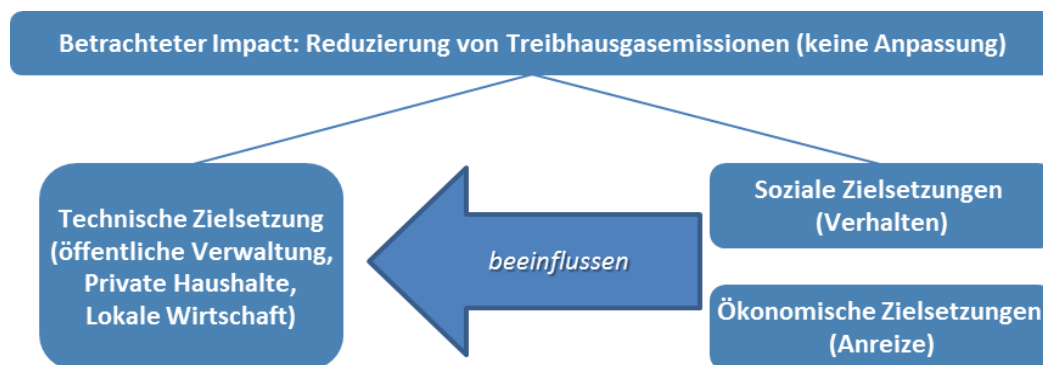 Betrachteter Impact: Reduzierung von Treibhausgasemissionen (keine Anpassung)
Technische Zielsetzung
(öffentliche Verwaltung,
Private Haushalte,
Lokale Wirtschaft)
beeinflussen
Soziale Zielsetzungen
(Verhalten)
Ökonomische Zielsetzungen
(Anreize)